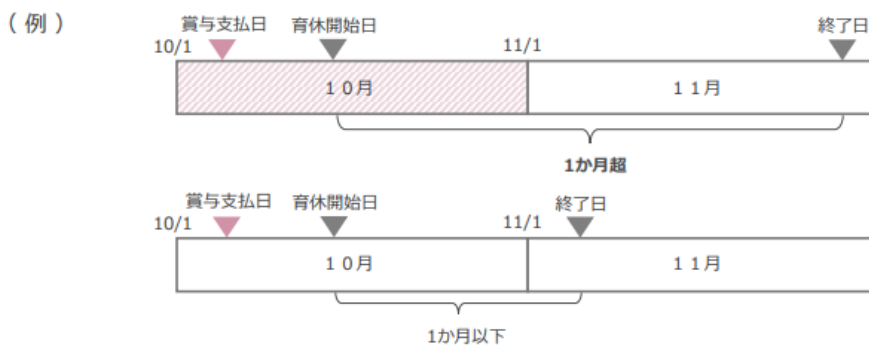 （例）
賞与支払日 育休開始日 終了日
10/1 11/1
１０月 １１月
1か月超
賞与支払日 育休開始日 終了日
10/1 11/1
１０月 １１月
1か月以下